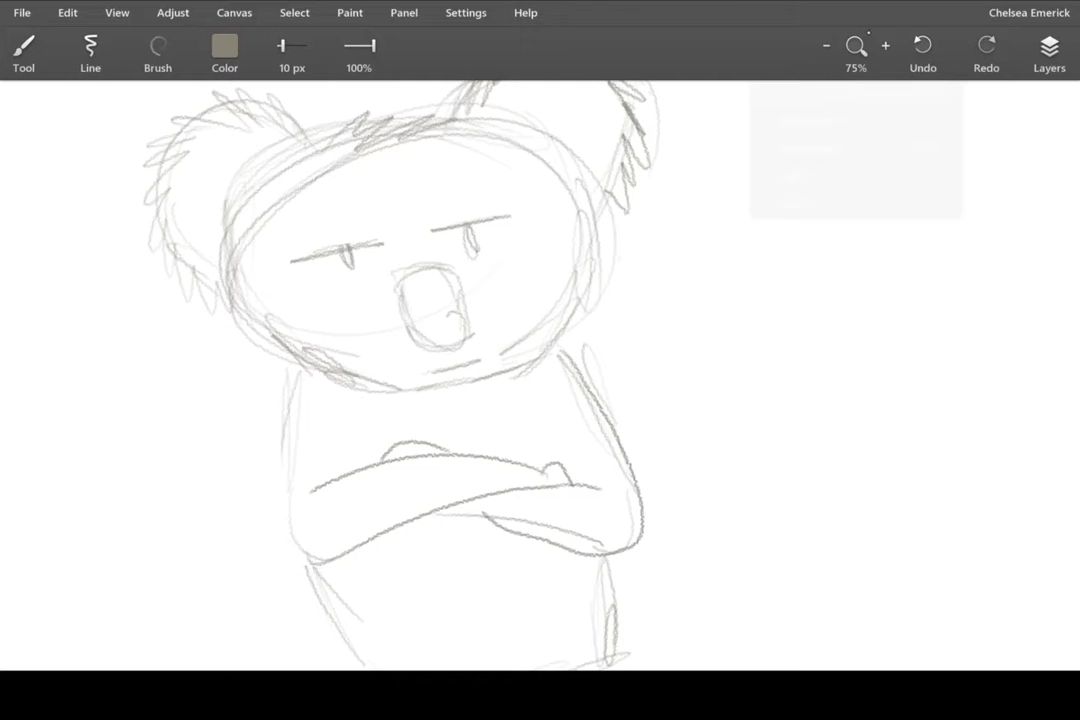 File Edit View Adjust Canvas Select Paint Panel Settings Help Chelsea Emerick
Tool Line Brush Color 10 px 100% - 75% + Undo Redo Layers